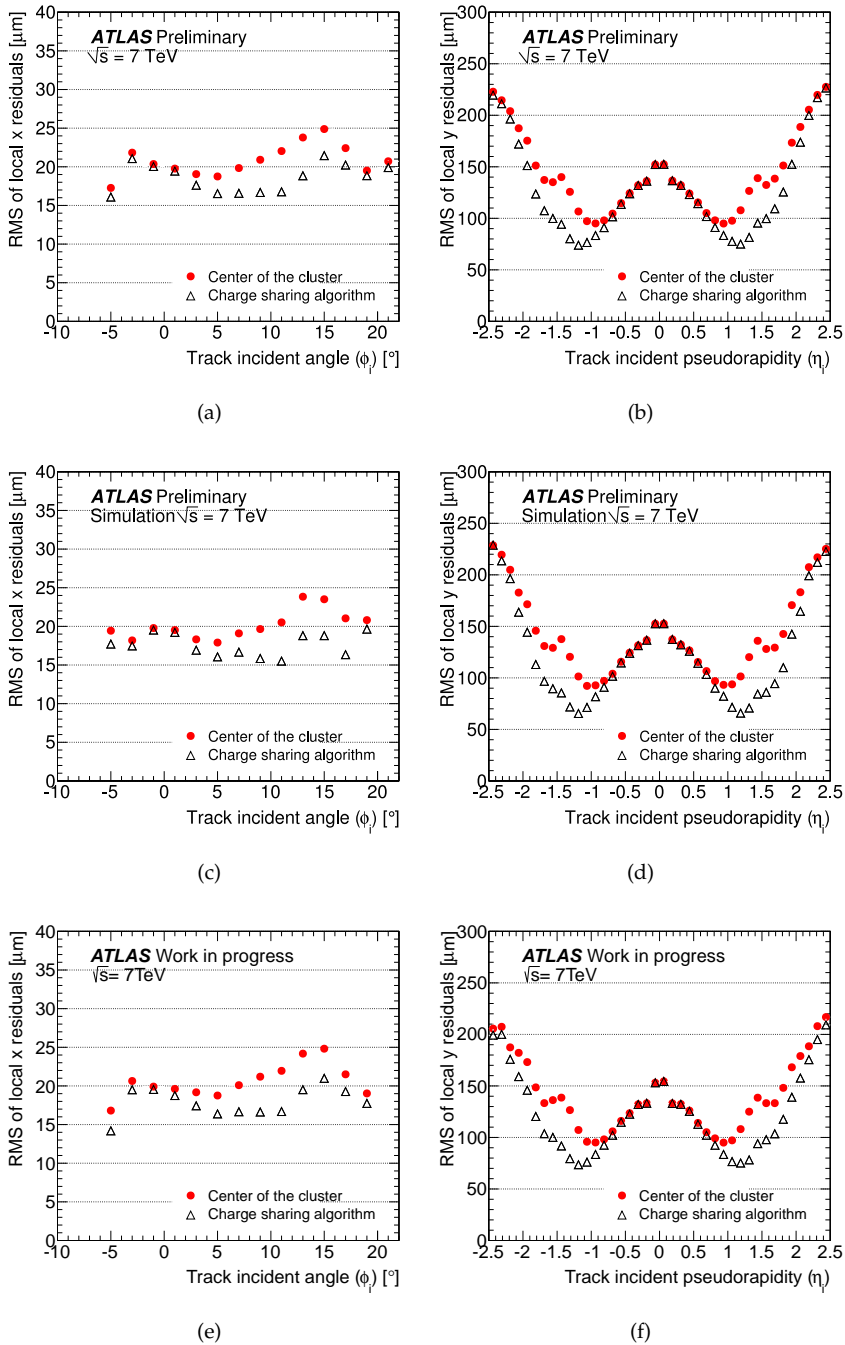 RMS of local x residuals [μm]
40
35
30
25
20
15
10
5
0
ATLAS Preliminary
√s = 7 TeV
Center of the cluster
Charge sharing algorithm
-10 -5 0 5 10 15 20
Track incident angle (ϕi) [°]
(a)
RMS of local y residuals [μm]
300
250
200
150
100
50
0
ATLAS Preliminary
√s = 7 TeV
Center of the cluster
Charge sharing algorithm
-2.5 -2 -1.5 -1 -0.5 0 0.5 1 1.5 2 2.5
Track incident pseudorapidity (ηi)
(b)
RMS of local x residuals [μm]
40
35
30
25
20
15
10
5
0
ATLAS Preliminary
Simulation√s = 7 TeV
Center of the cluster
Charge sharing algorithm
-10 -5 0 5 10 15 20
Track incident angle (ϕi) [°]
(c)
RMS of local y residuals [μm]
300
250
200
150
100
50
0
ATLAS Preliminary
Simulation√s = 7 TeV
Center of the cluster
Charge sharing algorithm
-2.5 -2 -1.5 -1 -0.5 0 0.5 1 1.5 2 2.5
Track incident pseudorapidity (ηi)
(d)
RMS of local x residuals [μm]
40
35
30
25
20
15
10
5
0
ATLAS Work in progress
√s= 7TeV
Center of the cluster
Charge sharing algorithm
-10 -5 0 5 10 15 20
Track incident angle (ϕi) [°]
(e)
RMS of local y residuals [μm]
300
250
200
150
100
50
0
ATLAS Work in progress
√s= 7TeV
Center of the cluster
Charge sharing algorithm
-2.5 -2 -1.5 -1 -0.5 0 0.5 1 1.5 2 2.5
Track incident pseudorapidity (ηi)
(f)